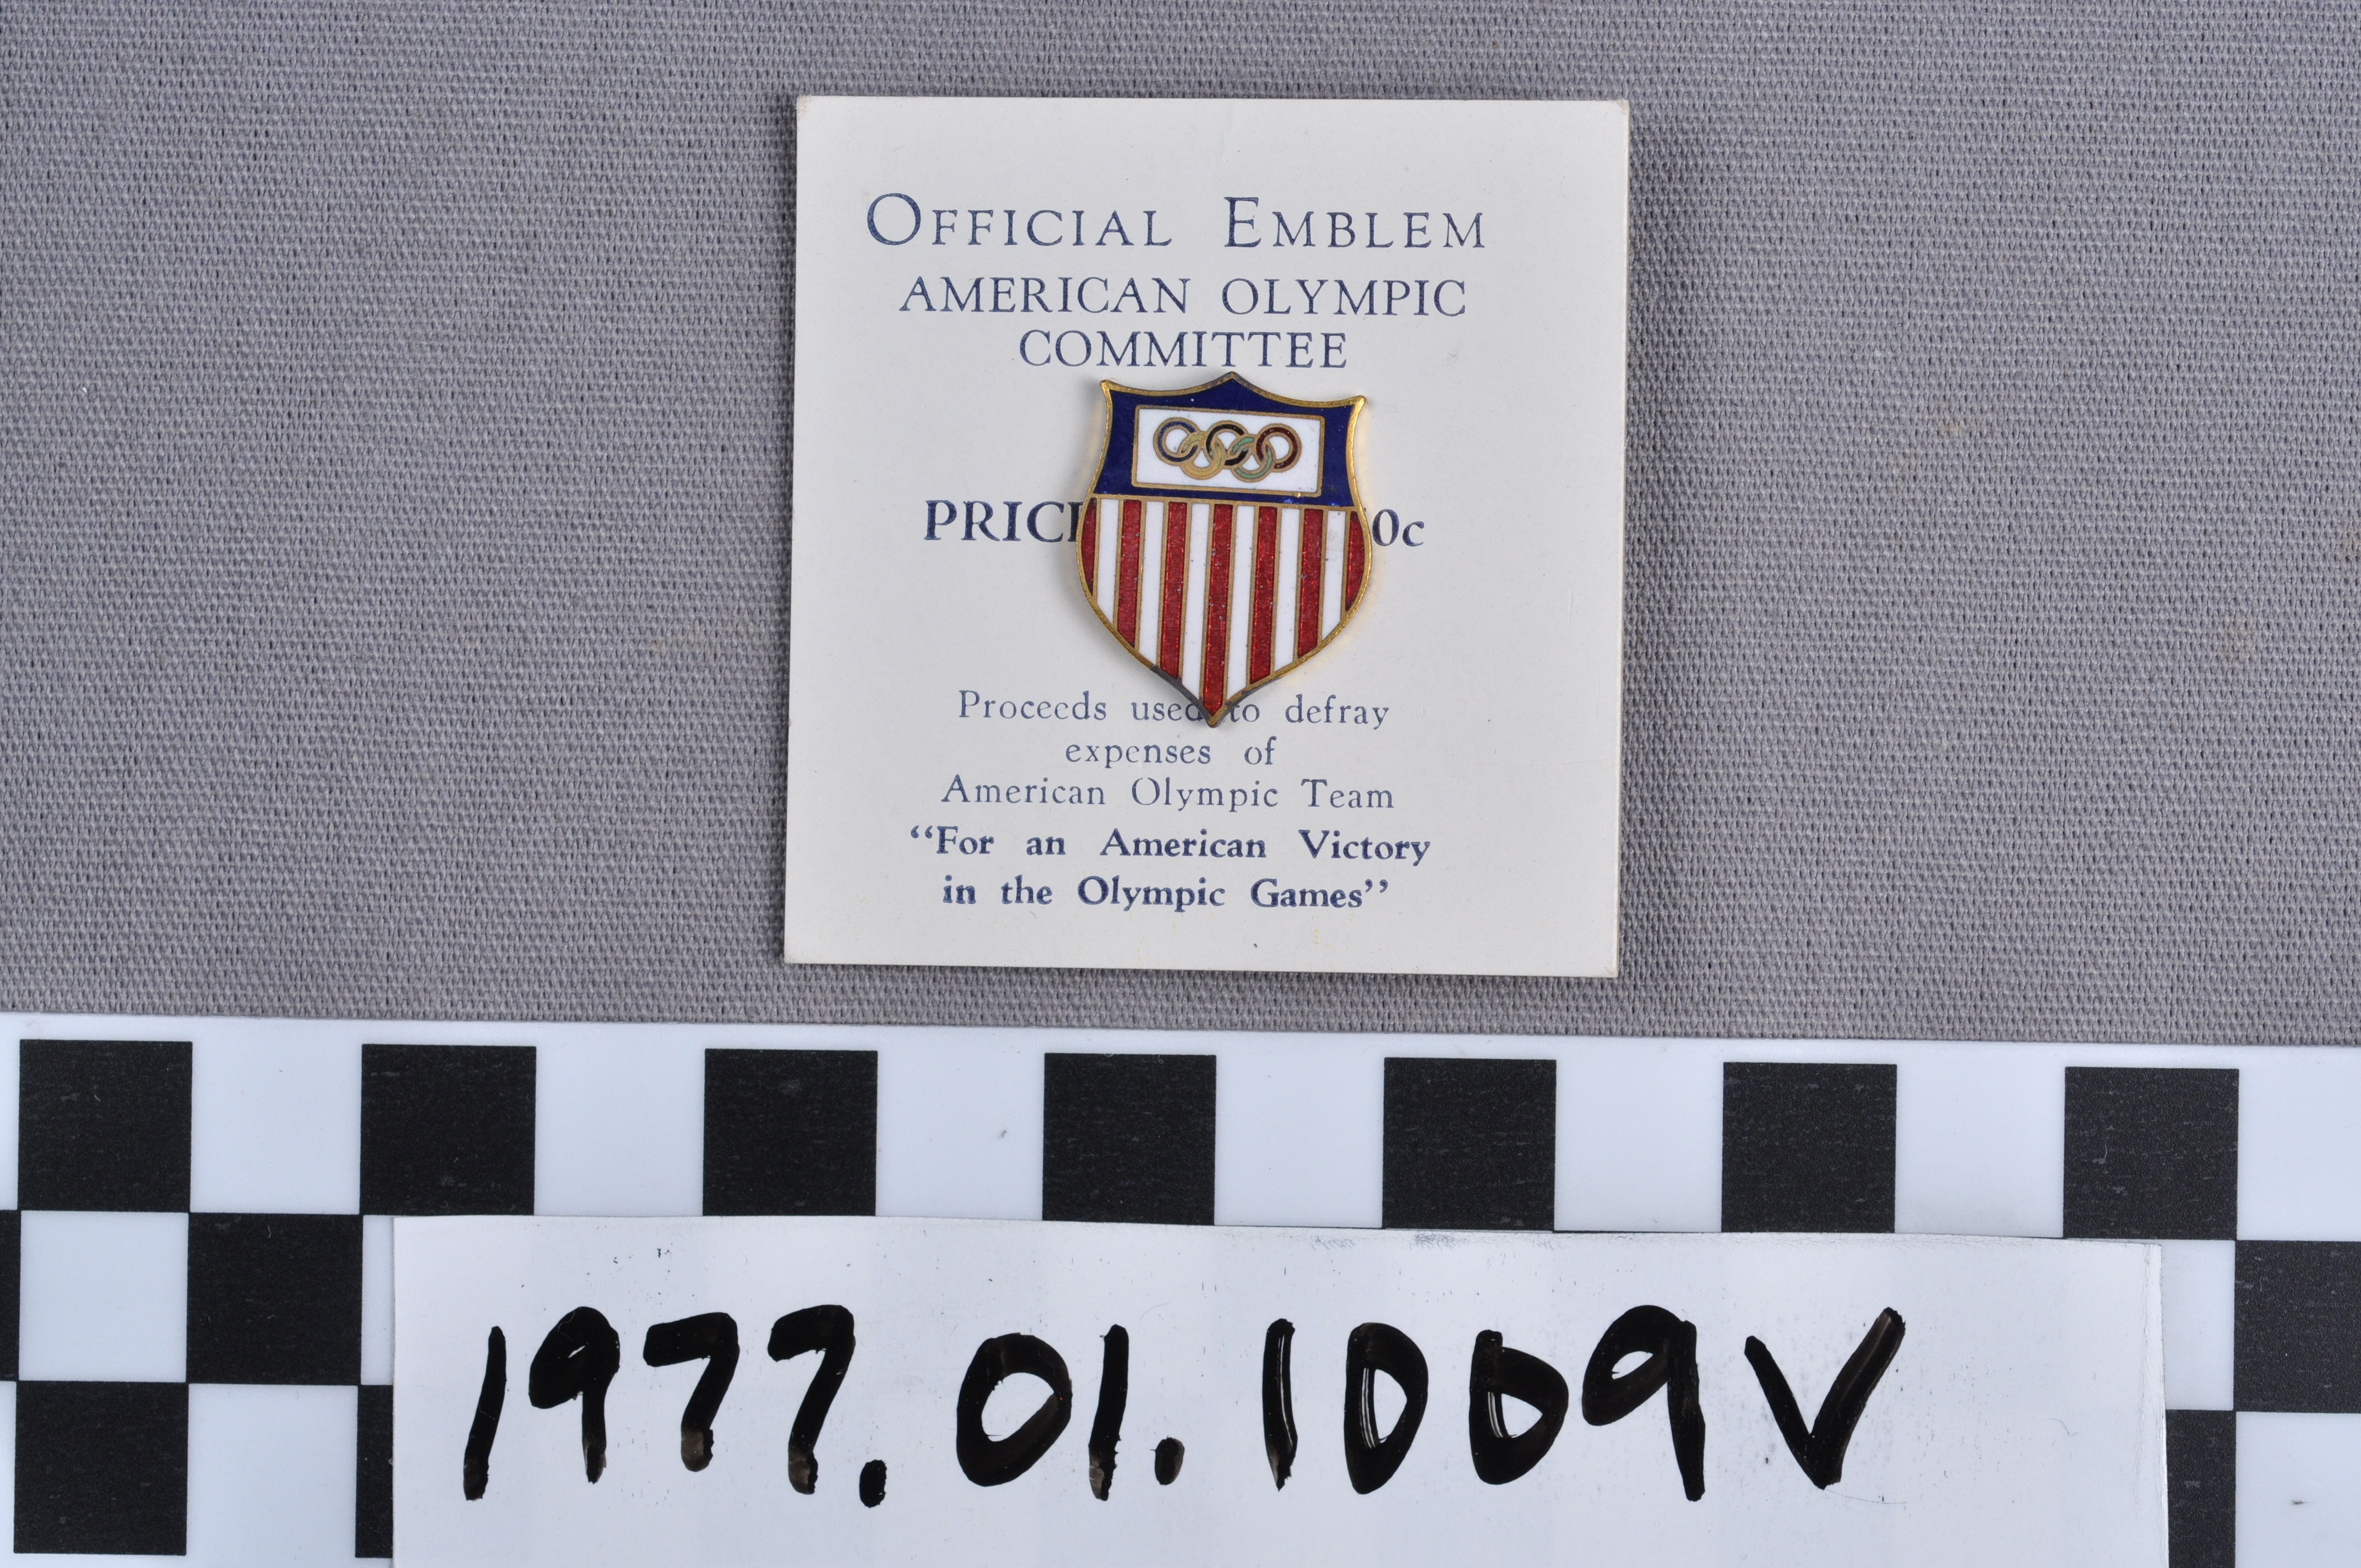 OFFICIAL EMBLEM
AMERICAN OLYMPIC
COMMITTEE
PRICE 0c
Proceeds used to defray
expenses of
American Olympic Team
“For an American Victory
in the Olympic Games”
1977.01.1009V